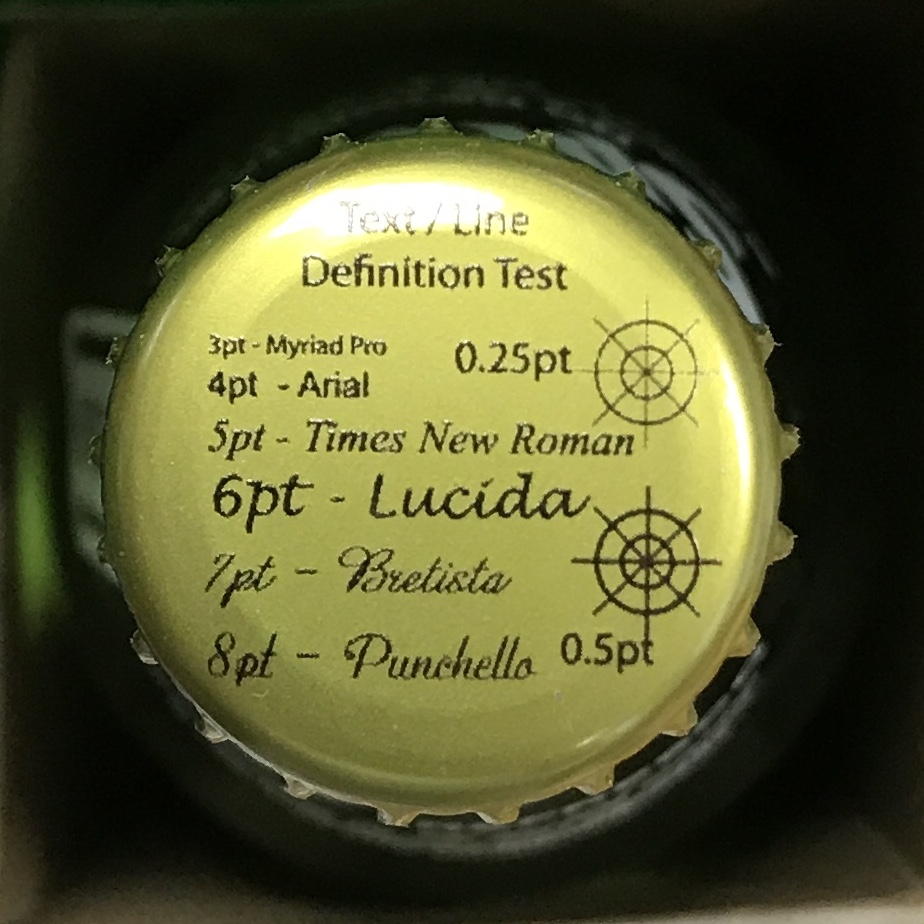 Text / Line
Definition Test
3pt - Myriad Pro
0.25pt
4pt - Arial
5pt - Times New Roman
6pt - Lucida
7pt - Bretista
8pt - Punchello
0.5pt